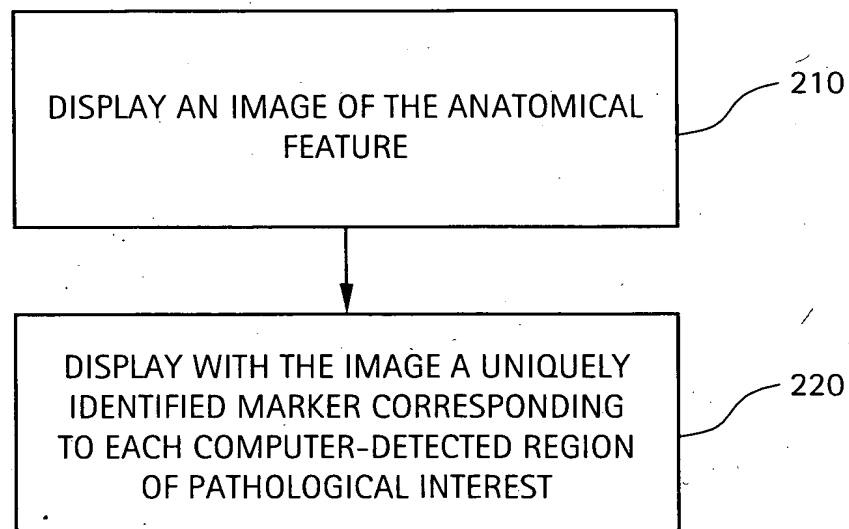 DISPLAY AN IMAGE OF THE ANATOMICAL
FEATURE
210
DISPLAY WITH THE IMAGE A UNIQUELY
IDENTIFIED MARKER CORRESPONDING
TO EACH COMPUTER-DETECTED REGION
OF PATHOLOGICAL INTEREST
220